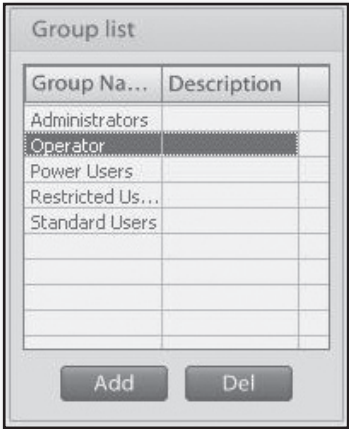 Group list
Group Na... Description
Administrators
Operator
Power Users
Restricted Us...
Standard Users
Add Del